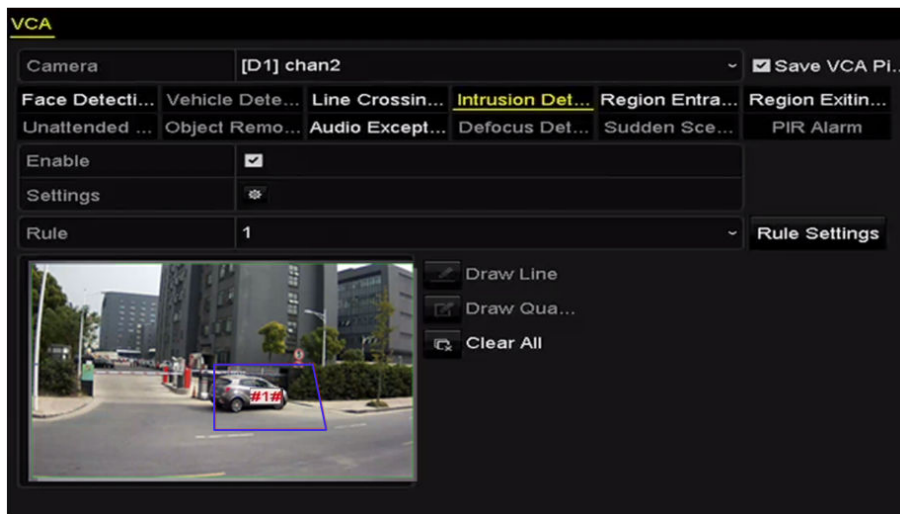 VCA
Camera [D1] chan2 Save VCA Pi..
Face Detecti... Vehicle Dete... Line Crossin... Intrusion Det... Region Entra... Region Exitin...
Unattended ... Object Remo... Audio Except... Defocus Det... Sudden Sce... PIR Alarm
Enable
Settings
Rule 1 Rule Settings
Draw Line
Draw Qua...
Clear All
#1#